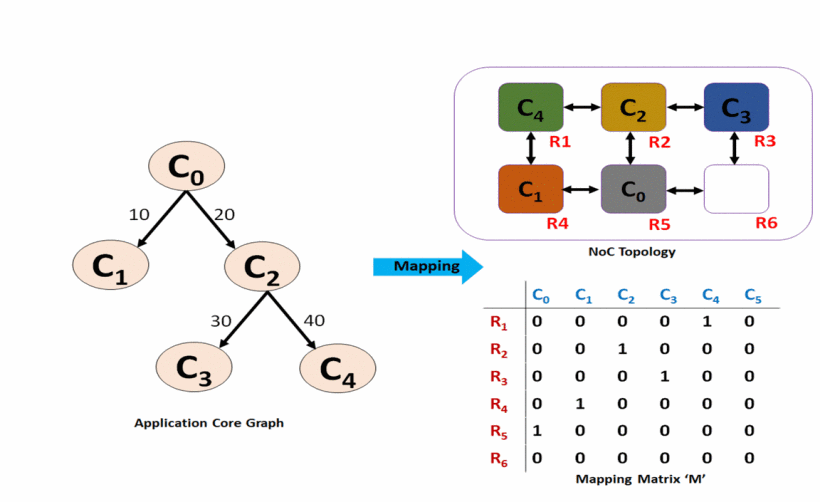 C₀
10 20
C₁ C₂
30 40
C₃ C₄
Application Core Graph
Mapping
C₄ C₂ C₃
R1 R2 R3
C₁ C₀
R4 R5 R6
NoC Topology
C₀ C₁ C₂ C₃ C₄ C₅
R₁ 0 0 0 0 1 0
R₂ 0 0 1 0 0 0
R₃ 0 0 0 1 0 0
R₄ 0 1 0 0 0 0
R₅ 1 0 0 0 0 0
R₆ 0 0 0 0 0 0
Mapping Matrix ‘M’